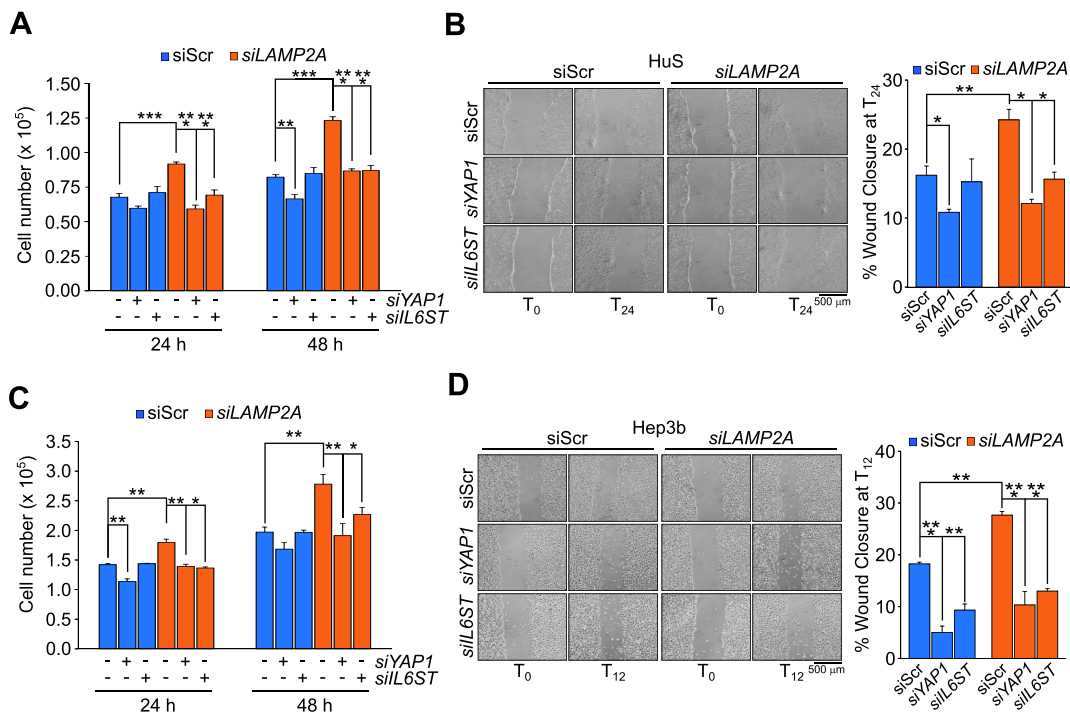 A
siScr siLAMP2A
Cell number (x 10⁵)
1.50
1.25
1.00
0.75
0.50
0.25
0.00
*** ** * ** *
** *** ** * ** *
- + - - + - - + - - + - siYAP1
- - + - - + - - + - - + siIL6ST
24 h 48 h
B
HuS
siScr siLAMP2A
siScr
siYAP1
siIL6ST
T₀ T₂₄ T₀ T₂₄ 500 µm
siScr siLAMP2A
% Wound Closure at T₂₄
30
20
10
0
* ** * *
siScr siYAP1 siIL6ST siScr siYAP1 siIL6ST
C
siScr siLAMP2A
Cell number (x 10⁵)
3.5
3.0
2.5
2.0
1.5
1.0
0.5
0.0
** ** ** *
** ** *
- + - - + - - + - - + - siYAP1
- - + - - + - - + - - + siIL6ST
24 h 48 h
D
Hep3b
siScr siLAMP2A
siScr
siYAP1
siIL6ST
T₀ T₁₂ T₀ T₁₂ 500 µm
siScr siLAMP2A
% Wound Closure at T₁₂
40
30
20
10
0
** * ** ** ** * ** *
siScr siYAP1 siIL6ST siScr siYAP1 siIL6ST